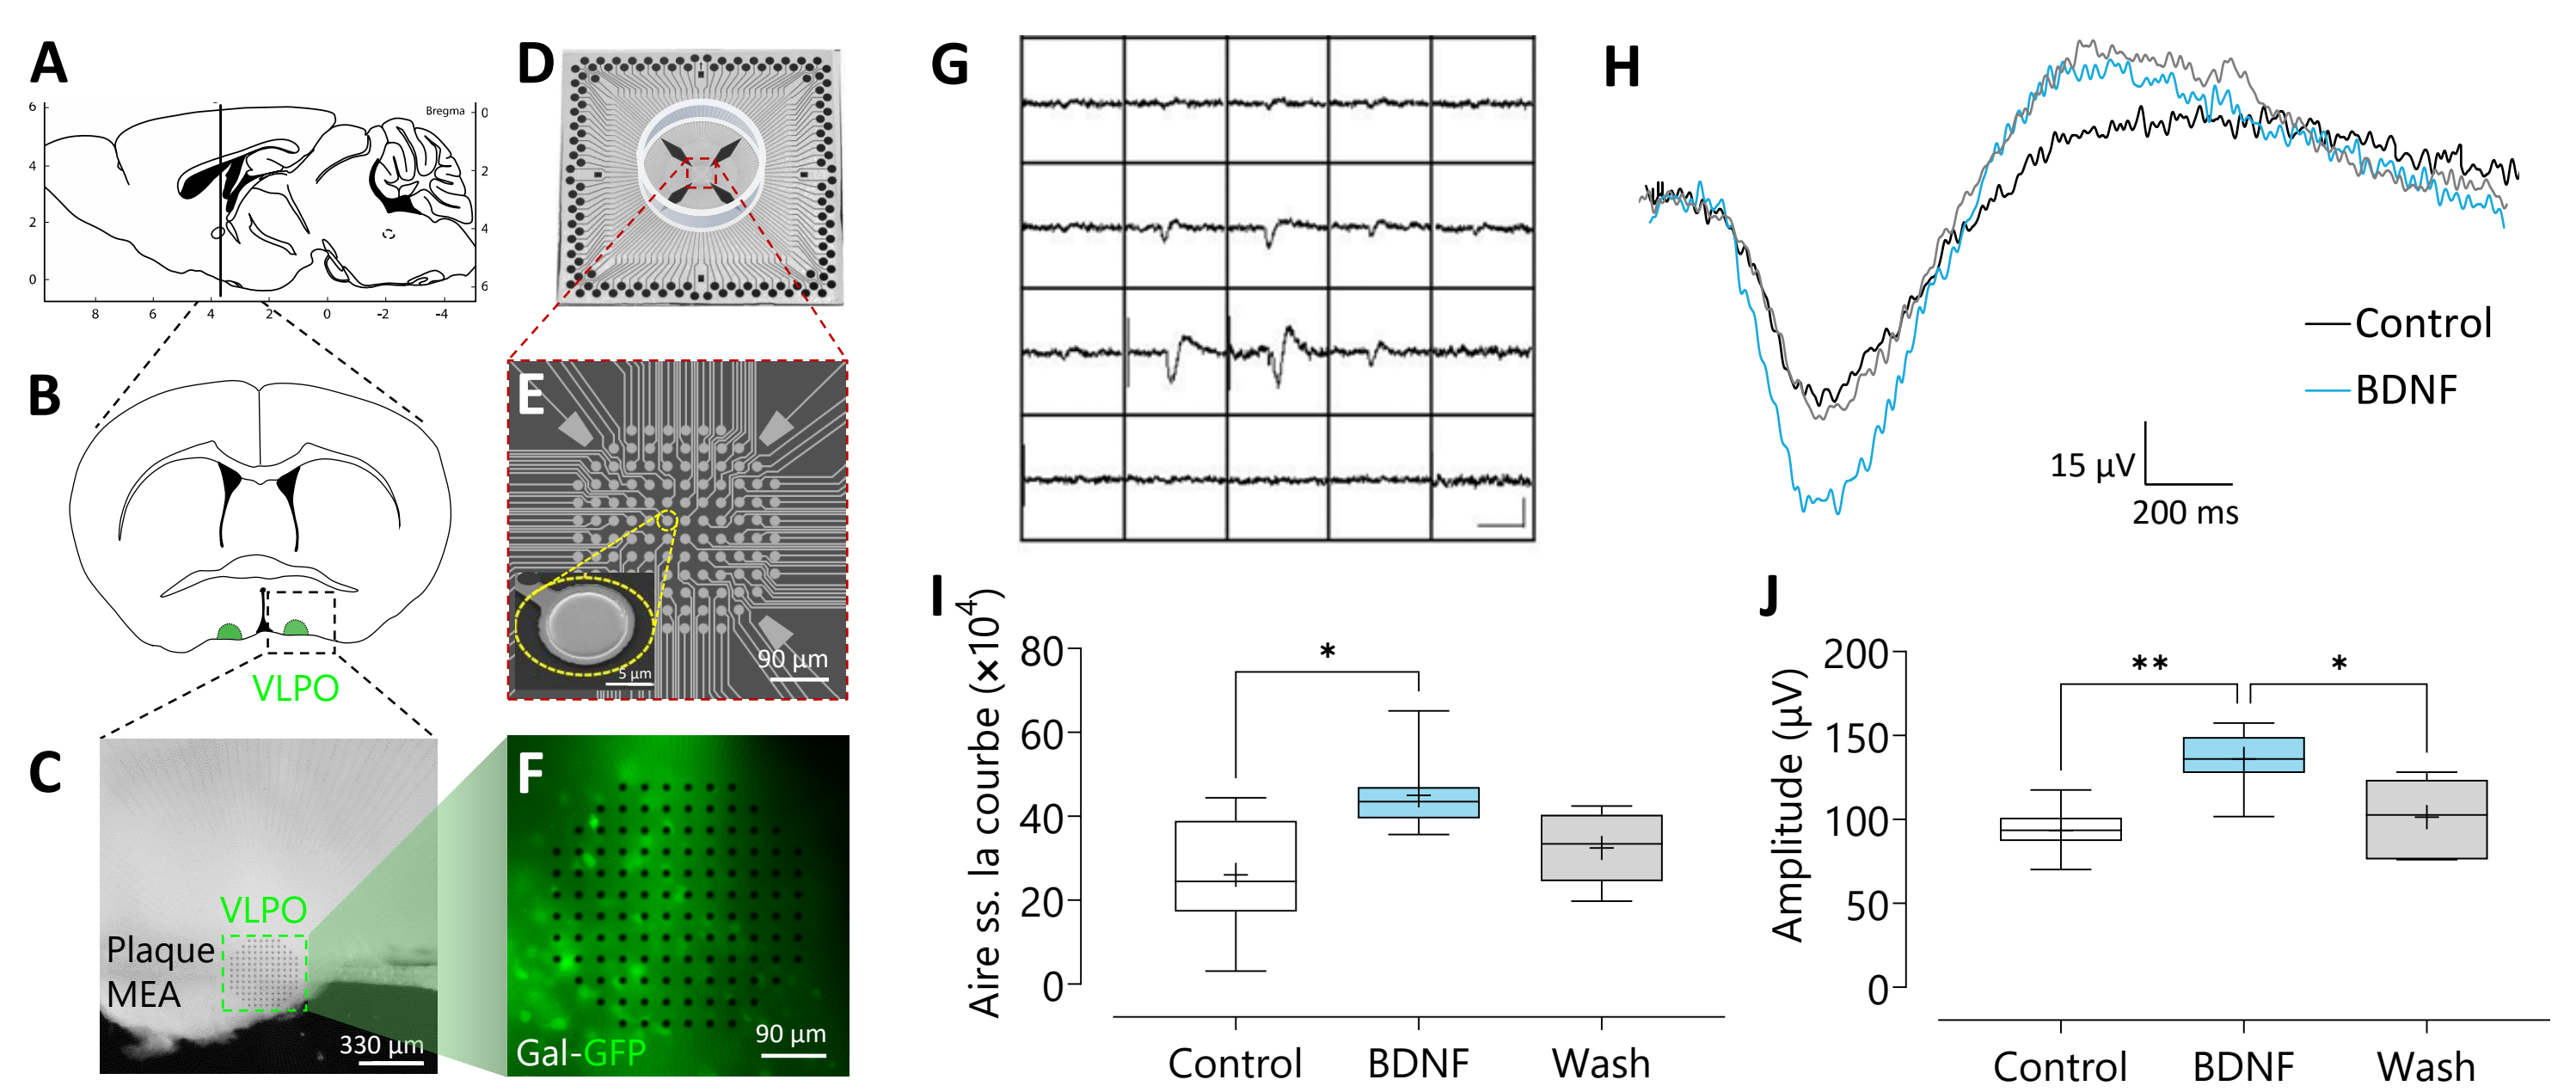 A
6
4
2
0
Bregma
0
2
4
6
8
6
4
2
0
-2
-4
B
VLPO
C
VLPO
Plaque
MEA
330 µm
D
E
5 µm
90 µm
F
Gal-GFP
90 µm
G
H
Control
BDNF
15 µV
200 ms
I
Aire ss. la courbe (×10⁴)
80
60
40
20
0
*
Control
BDNF
Wash
J
Amplitude (µV)
200
150
100
50
0
**
*
Control
BDNF
Wash